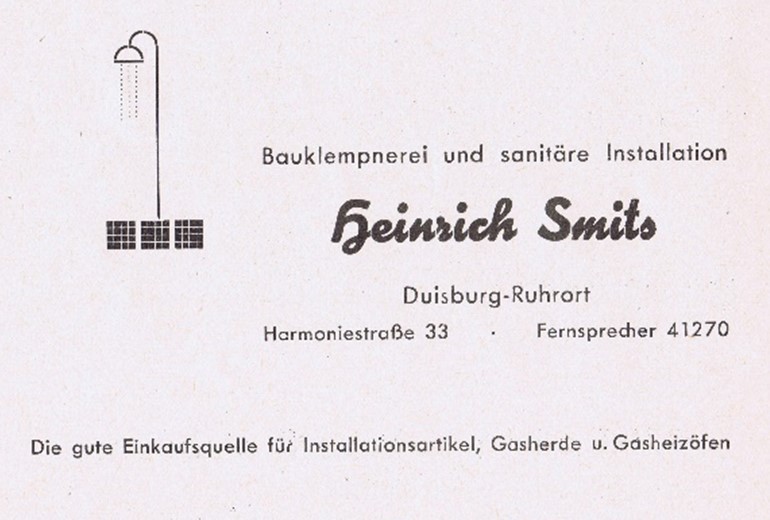 Bauklempnerei und sanitäre Installation
Heinrich Smits
Duisburg-Ruhrort
Harmoniestraße 33 · Fernsprecher 41270
Die gute Einkaufsquelle für Installationsartikel, Gasherde u. Gasheizöfen